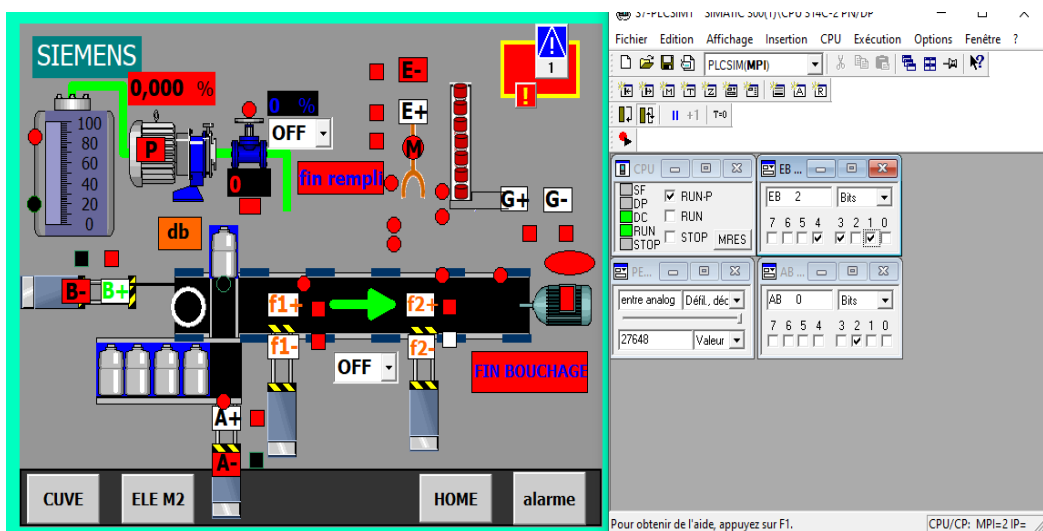 SIEMENS
0,000 %
0 %
OFF
E-
E+
M
1
!
100
80
60
40
20
0
P
0
fin rempli
G+ G-
db
B- B+
f1+
f2+
f1-
f2-
OFF
FIN BOUCHAGE
A+
A-
CUVE
ELE M2
HOME
alarme
S7-PLCSIM1 SIMATIC 300(1)\CPU 314C-2 PN/DP
Fichier Edition Affichage Insertion CPU Exécution Options Fenêtre ?
PLCSIM(MPI)
+1 T=0
CPU
SF
DP
DC
RUN
STOP
RUN-P
RUN
STOP MRES
EB ...
EB 2 Bits
7 6 5 4 3 2 1 0
PE...
entre analog Défil., déc
27648 Valeur
AB ...
AB 0 Bits
7 6 5 4 3 2 1 0
Pour obtenir de l'aide, appuyez sur F1.
CPU/CP: MPI=2 IP=